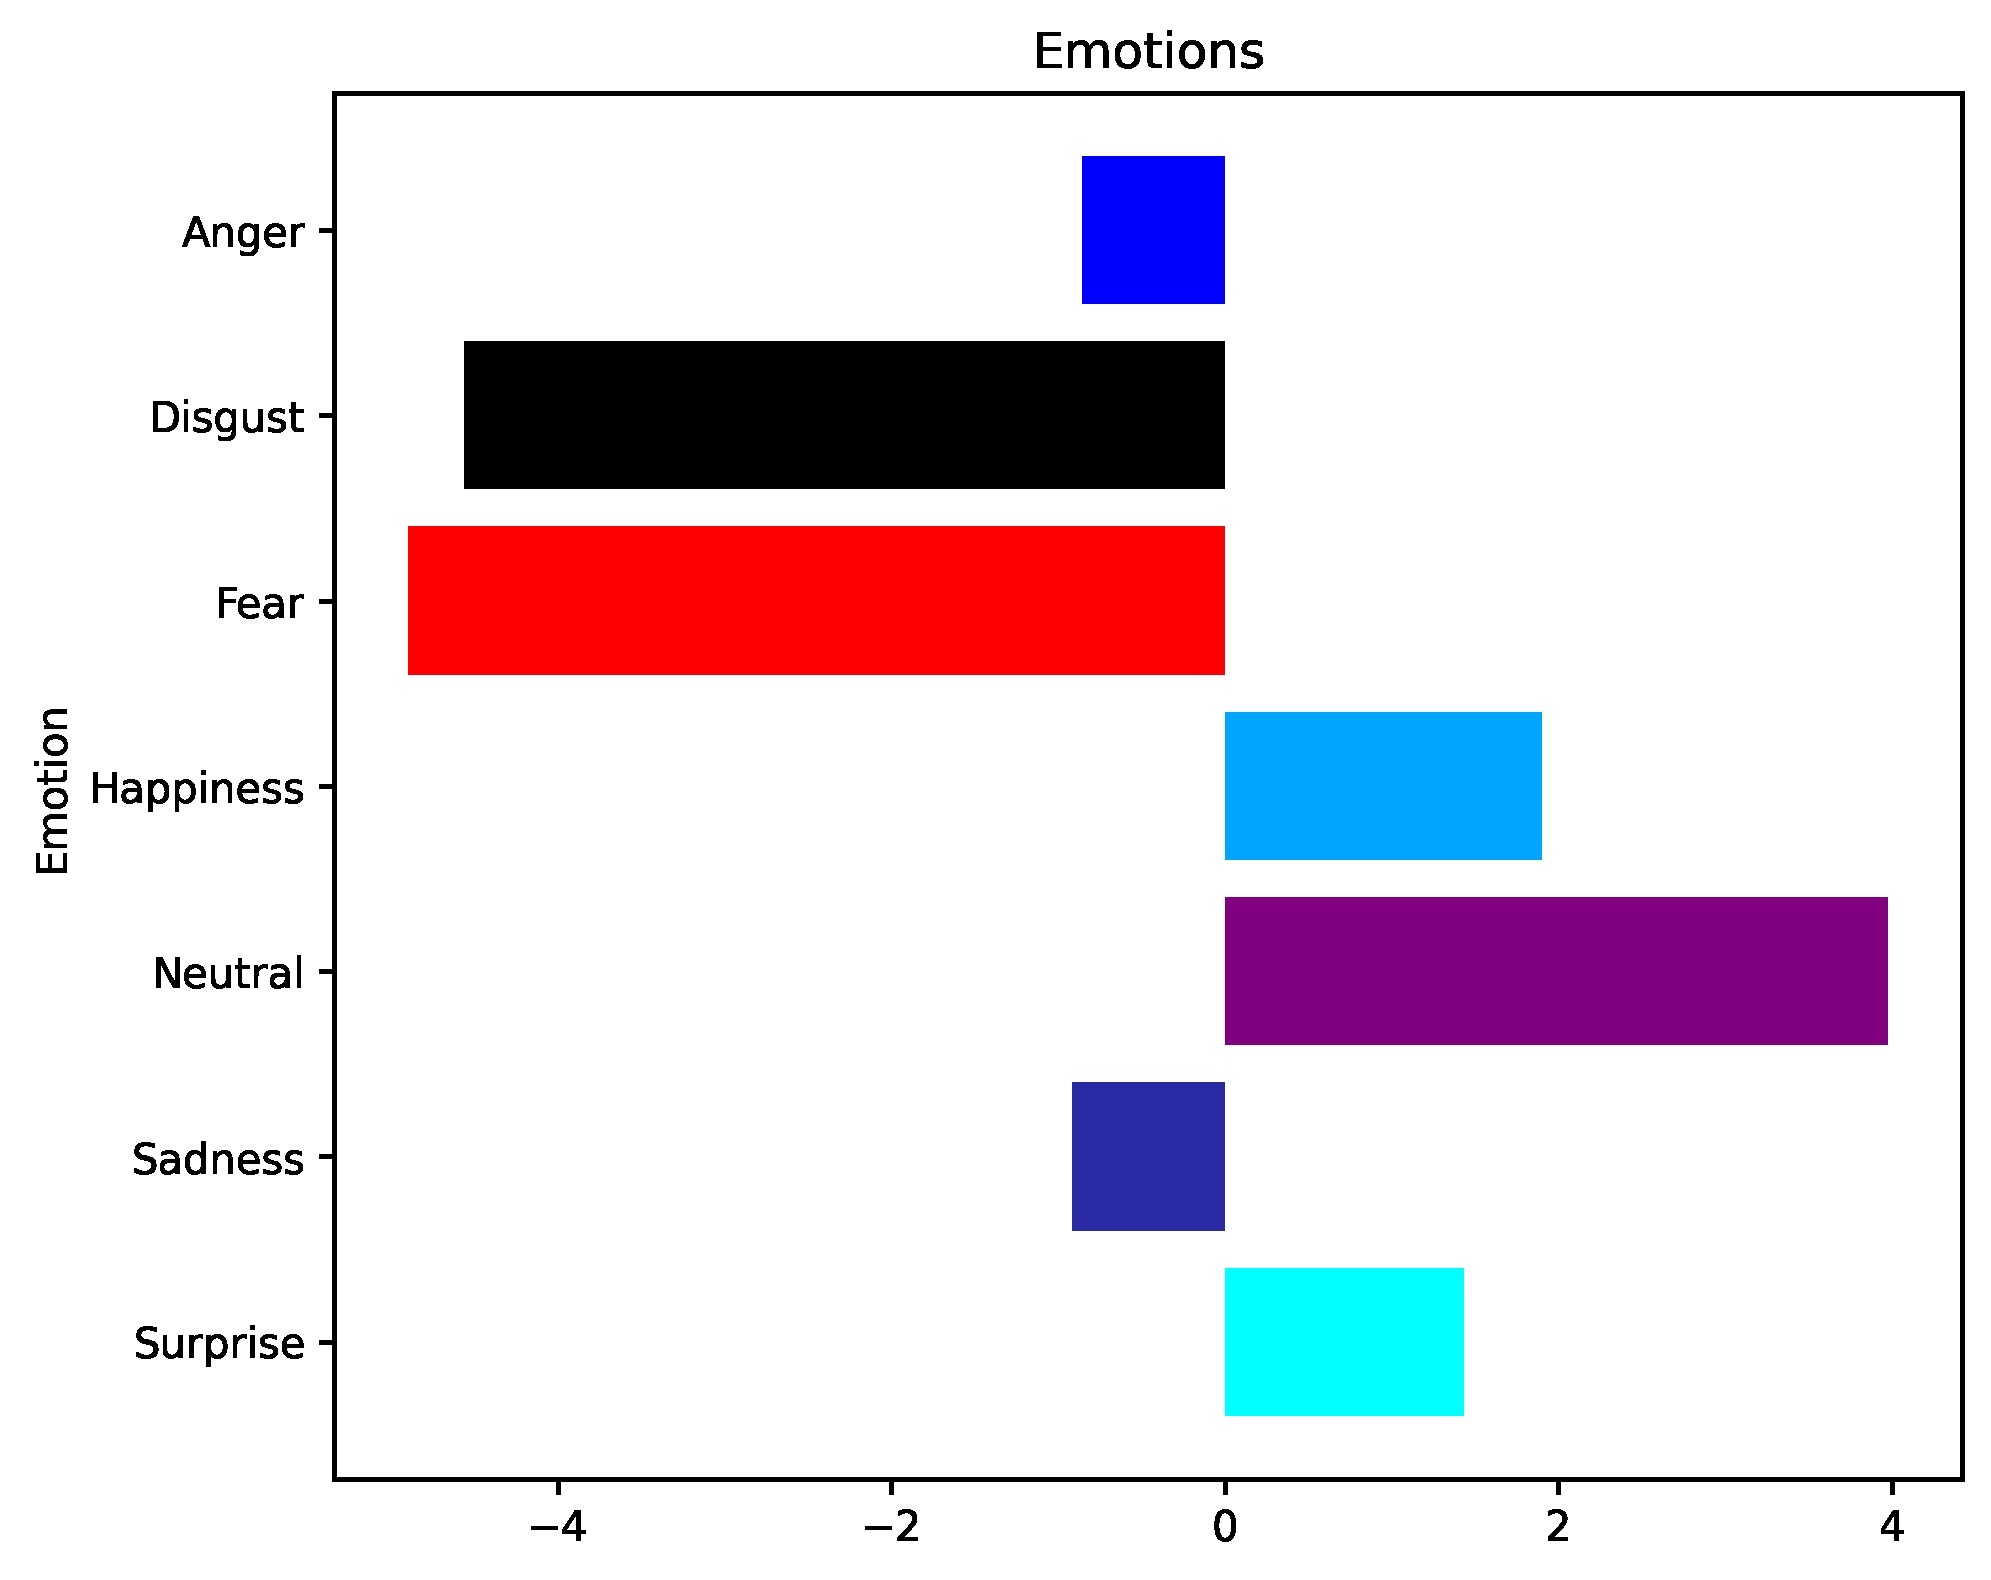 Emotions
Anger
Disgust
Fear
Happiness
Neutral
Sadness
Surprise
Emotion
−4 −2 0 2 4